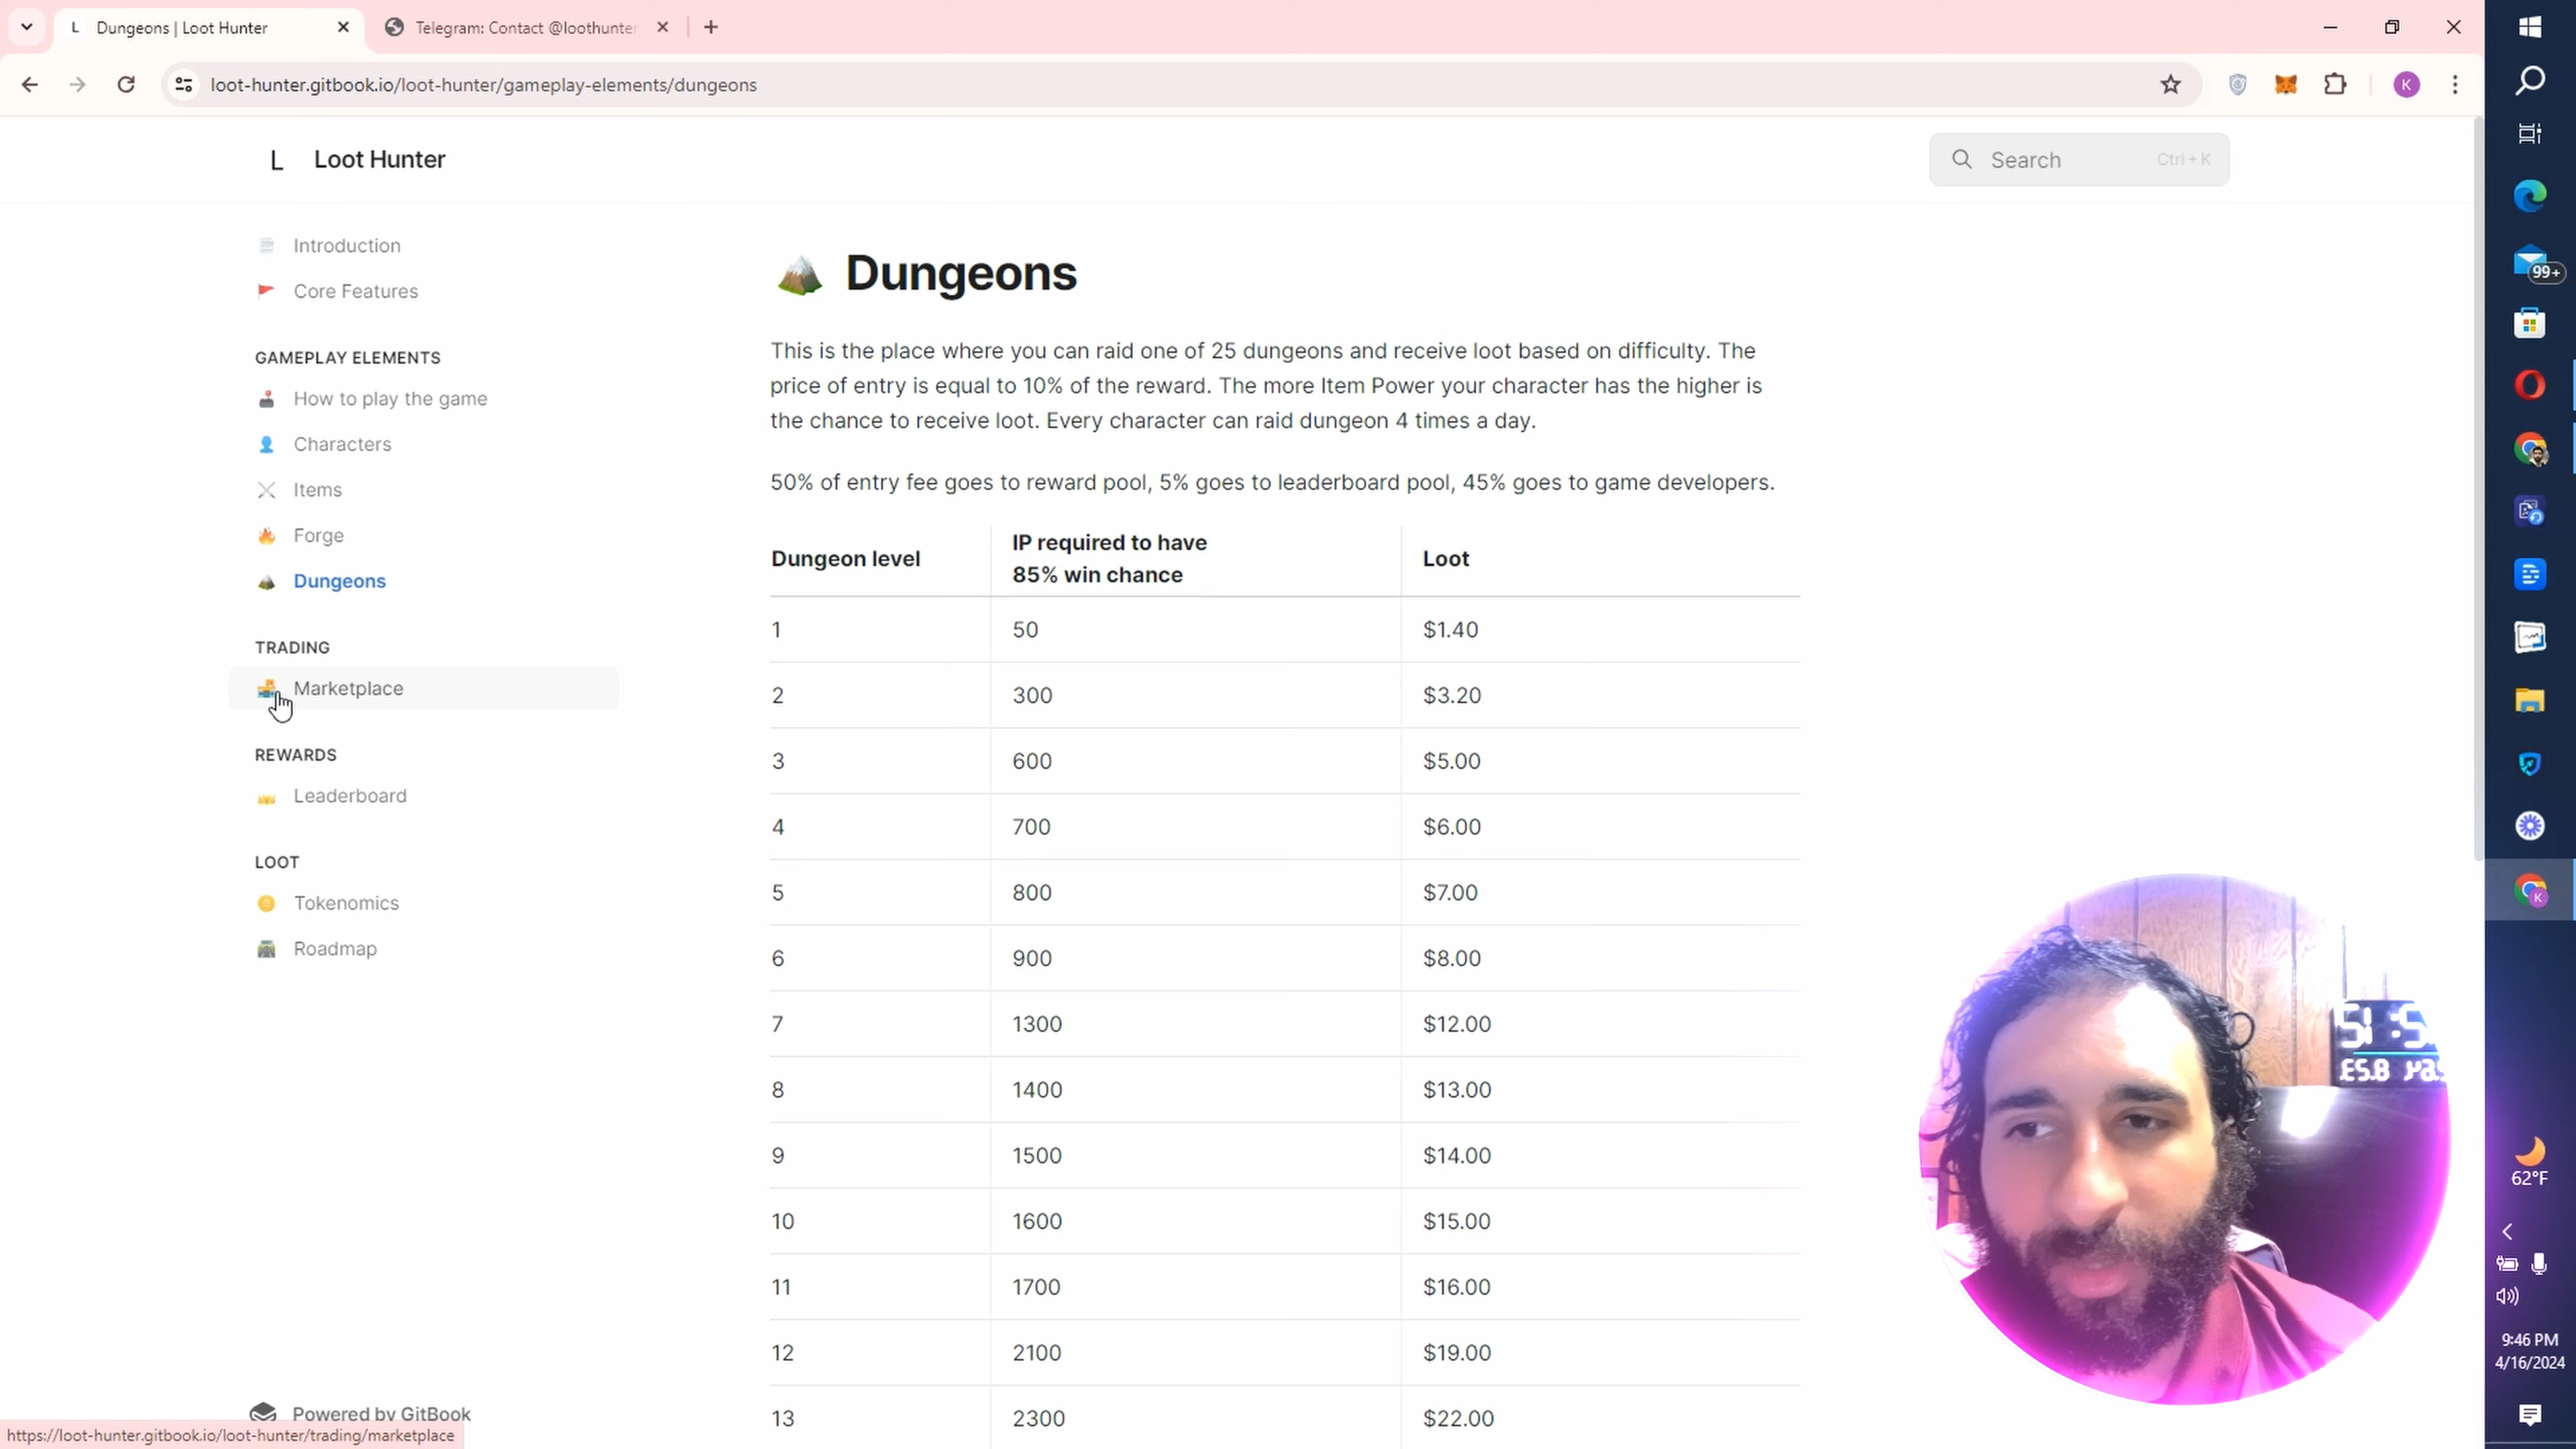 L Dungeons | Loot Hunter
Telegram: Contact @loothunter
loot-hunter.gitbook.io/loot-hunter/gameplay-elements/dungeons
K
L Loot Hunter
Search Ctrl + K
Introduction
Core Features
GAMEPLAY ELEMENTS
How to play the game
Characters
Items
Forge
Dungeons
TRADING
Marketplace
REWARDS
Leaderboard
LOOT
Tokenomics
Roadmap
Powered by GitBook
https://loot-hunter.gitbook.io/loot-hunter/trading/marketplace
Dungeons
This is the place where you can raid one of 25 dungeons and receive loot based on difficulty. The
price of entry is equal to 10% of the reward. The more Item Power your character has the higher is
the chance to receive loot. Every character can raid dungeon 4 times a day.
50% of entry fee goes to reward pool, 5% goes to leaderboard pool, 45% goes to game developers.
Dungeon level IP required to have 85% win chance Loot
1 50 $1.40
2 300 $3.20
3 600 $5.00
4 700 $6.00
5 800 $7.00
6 900 $8.00
7 1300 $12.00
8 1400 $13.00
9 1500 $14.00
10 1600 $15.00
11 1700 $16.00
12 2100 $19.00
13 2300 $22.00
99+
K
62°F
9:46 PM
4/16/2024